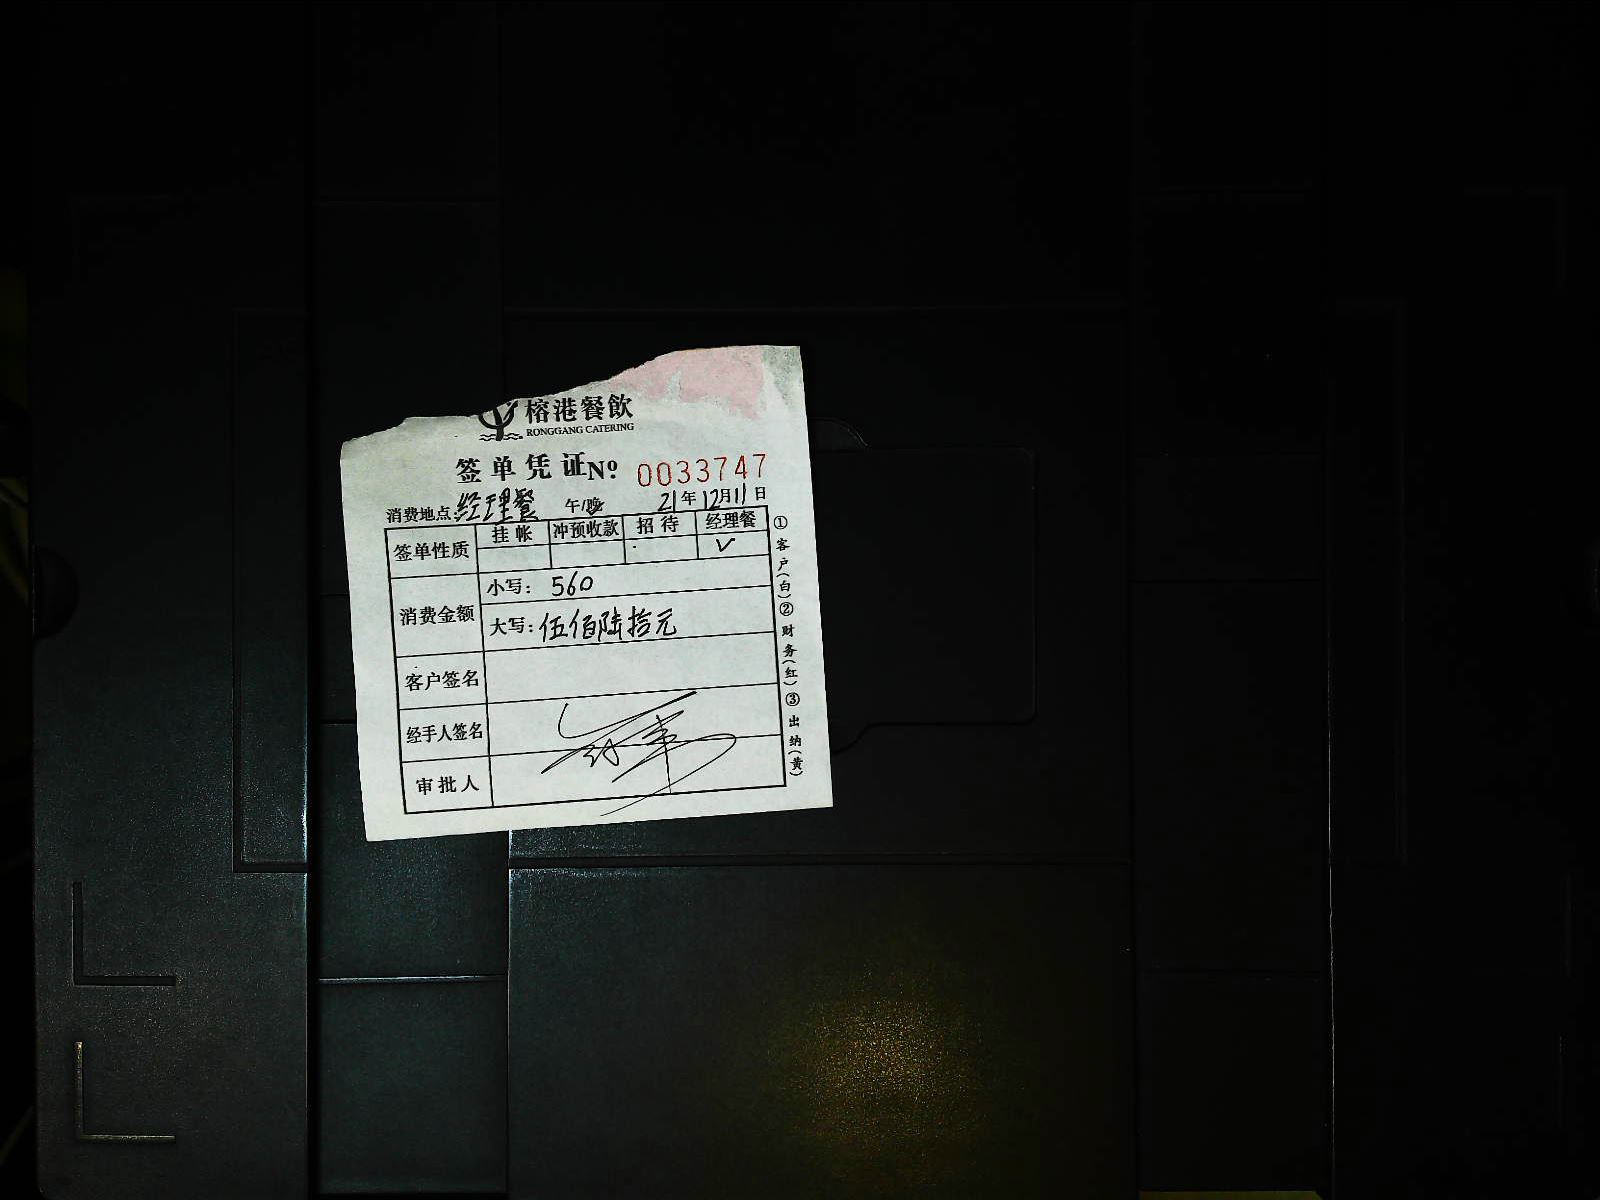 榕港餐飲
RONGGANG CATERING
签单凭证 Nº 0033747
消费地点:经理餐 午/晚 21年12月11日
签单性质 挂帐 冲预收款 招待 经理餐
√
消费金额 小写: 560
大写: 伍佰陆拾元
客户签名
经手人签名
审批人
①客户(白)②财务(红)③出纳(黄)